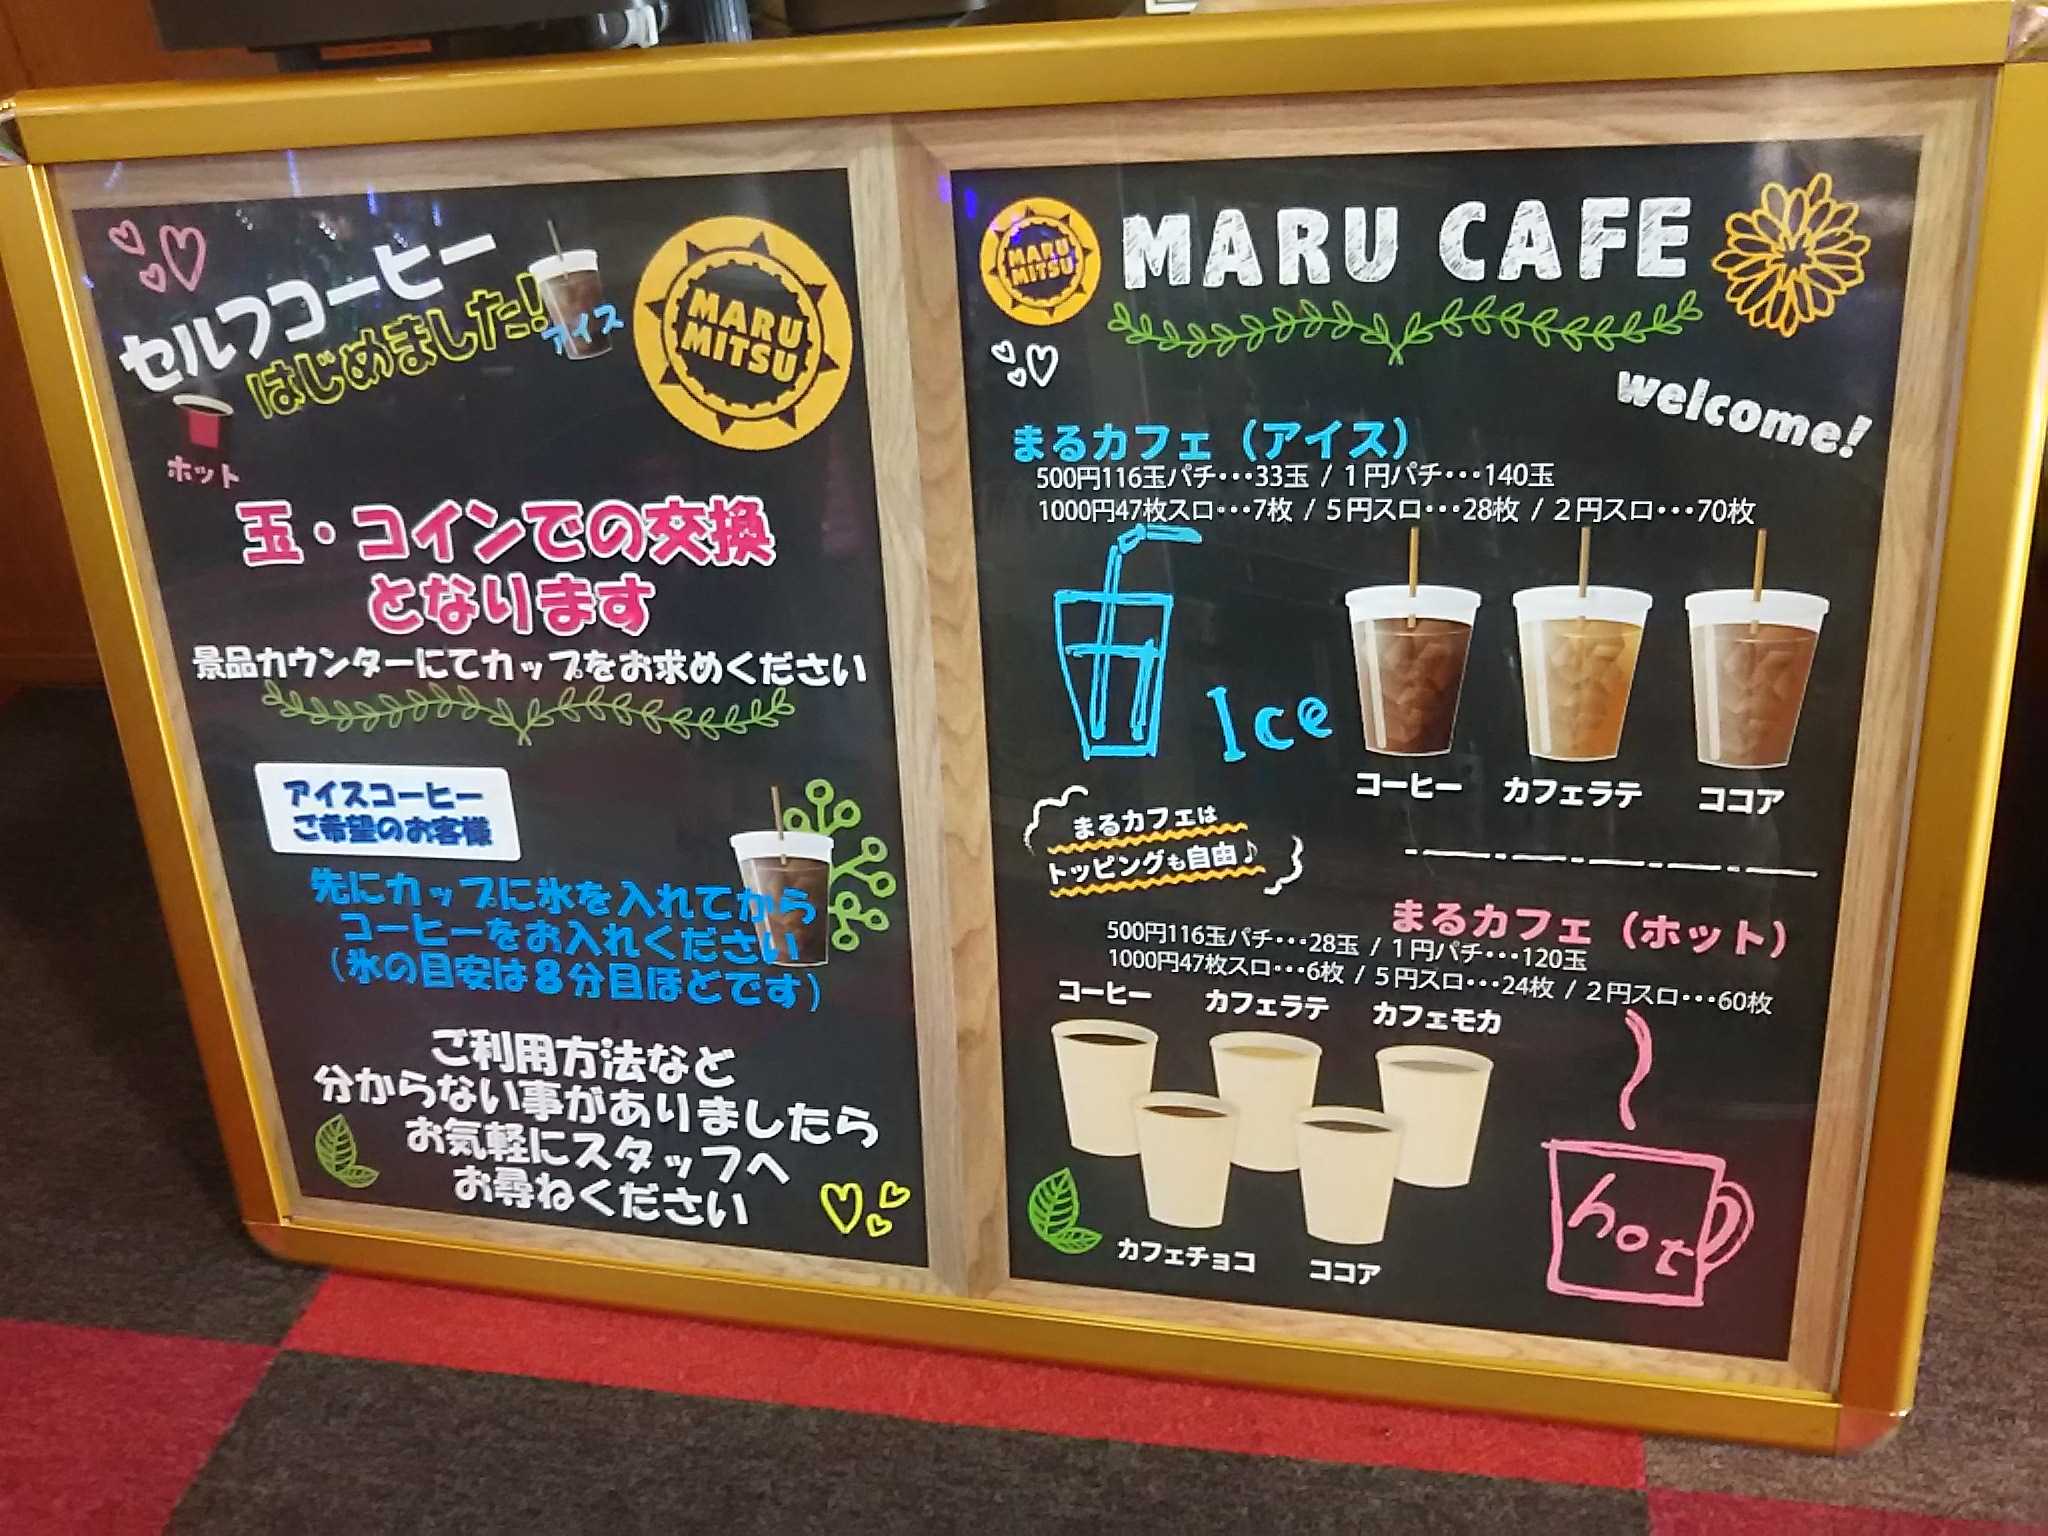 セルフコーヒー
はじめました!
アイス
ホット
MARU
MITSU
玉・コインでの交換
となります
景品カウンターにてカップをお求めください
アイスコーヒー
ご希望のお客様
先にカップに氷を入れてから
コーヒーをお入れください
（氷の目安は8分目ほどです）
ご利用方法など
分からない事がありましたら
お気軽にスタッフへ
お尋ねください
MARU
MITSU
MARU CAFE
welcome!
まるカフェ（アイス）
500円116玉パチ･･･33玉 / 1円パチ･･･140玉
1000円47枚スロ･･･7枚 / 5円スロ･･･28枚 / 2円スロ･･･70枚
Ice
コーヒー カフェラテ ココア
まるカフェは
トッピングも自由♪
まるカフェ（ホット）
500円116玉パチ･･･28玉 / 1円パチ･･･120玉
1000円47枚スロ･･･6枚 / 5円スロ･･･24枚 / 2円スロ･･･60枚
コーヒー カフェラテ カフェモカ
カフェチョコ ココア
hot